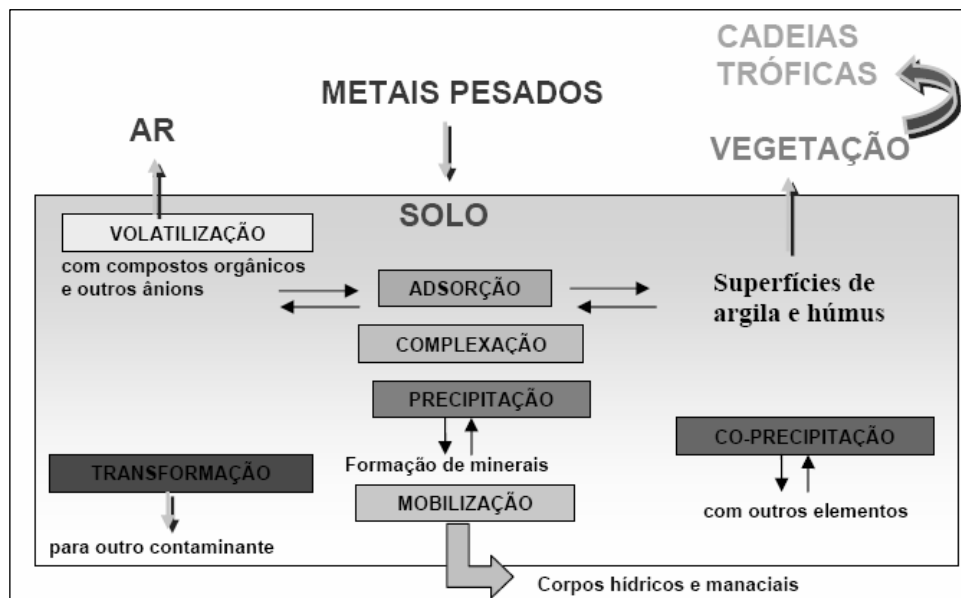 CADEIAS
TRÓFICAS
METAIS PESADOS
AR
VEGETAÇÃO
SOLO
VOLATILIZAÇÃO
com compostos orgânicos
e outros ânions
ADSORÇÃO
Superfícies de
argila e húmus
COMPLEXAÇÃO
PRECIPITAÇÃO
CO-PRECIPITAÇÃO
Formação de minerais
TRANSFORMAÇÃO
MOBILIZAÇÃO
com outros elementos
para outro contaminante
Corpos hídricos e manaciais